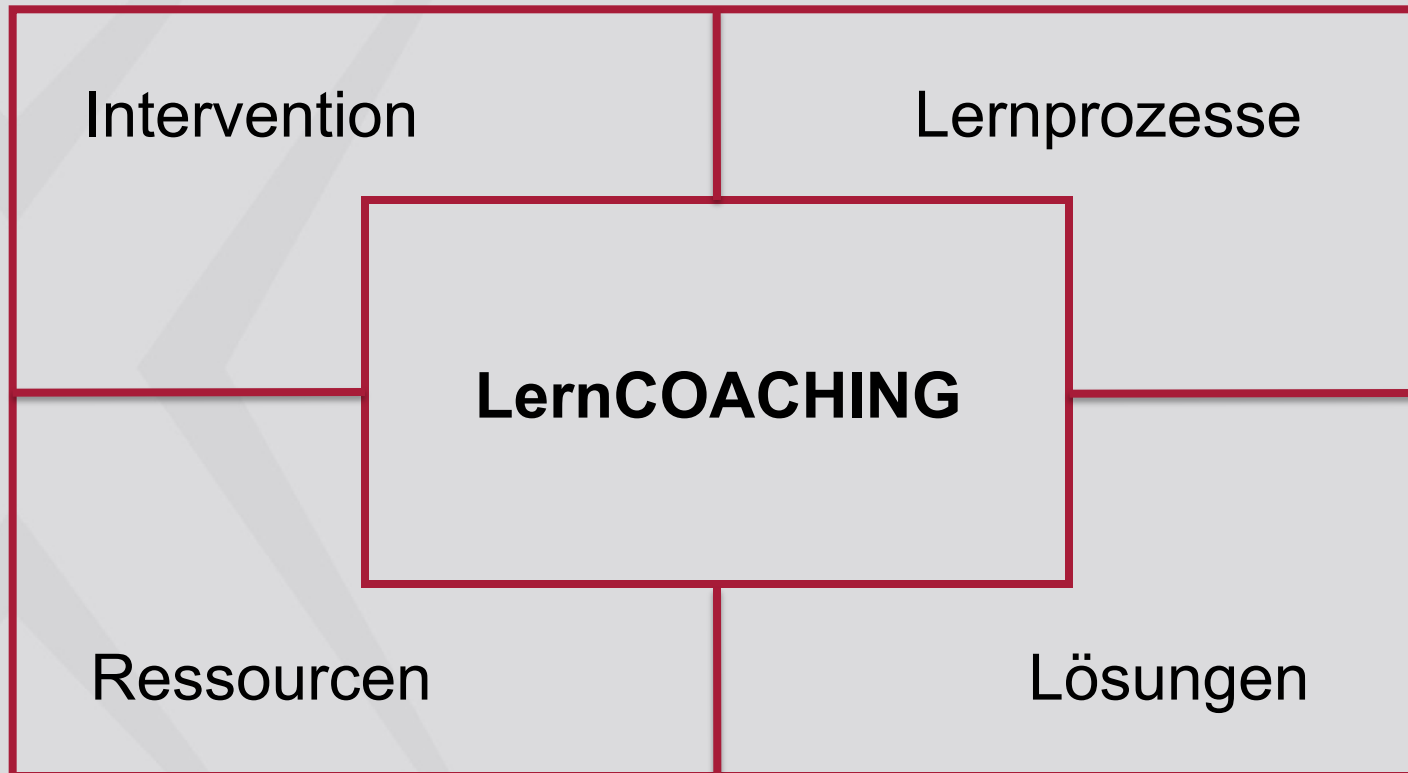 Intervention
Lernprozesse
LernCOACHING
Ressourcen
Lösungen